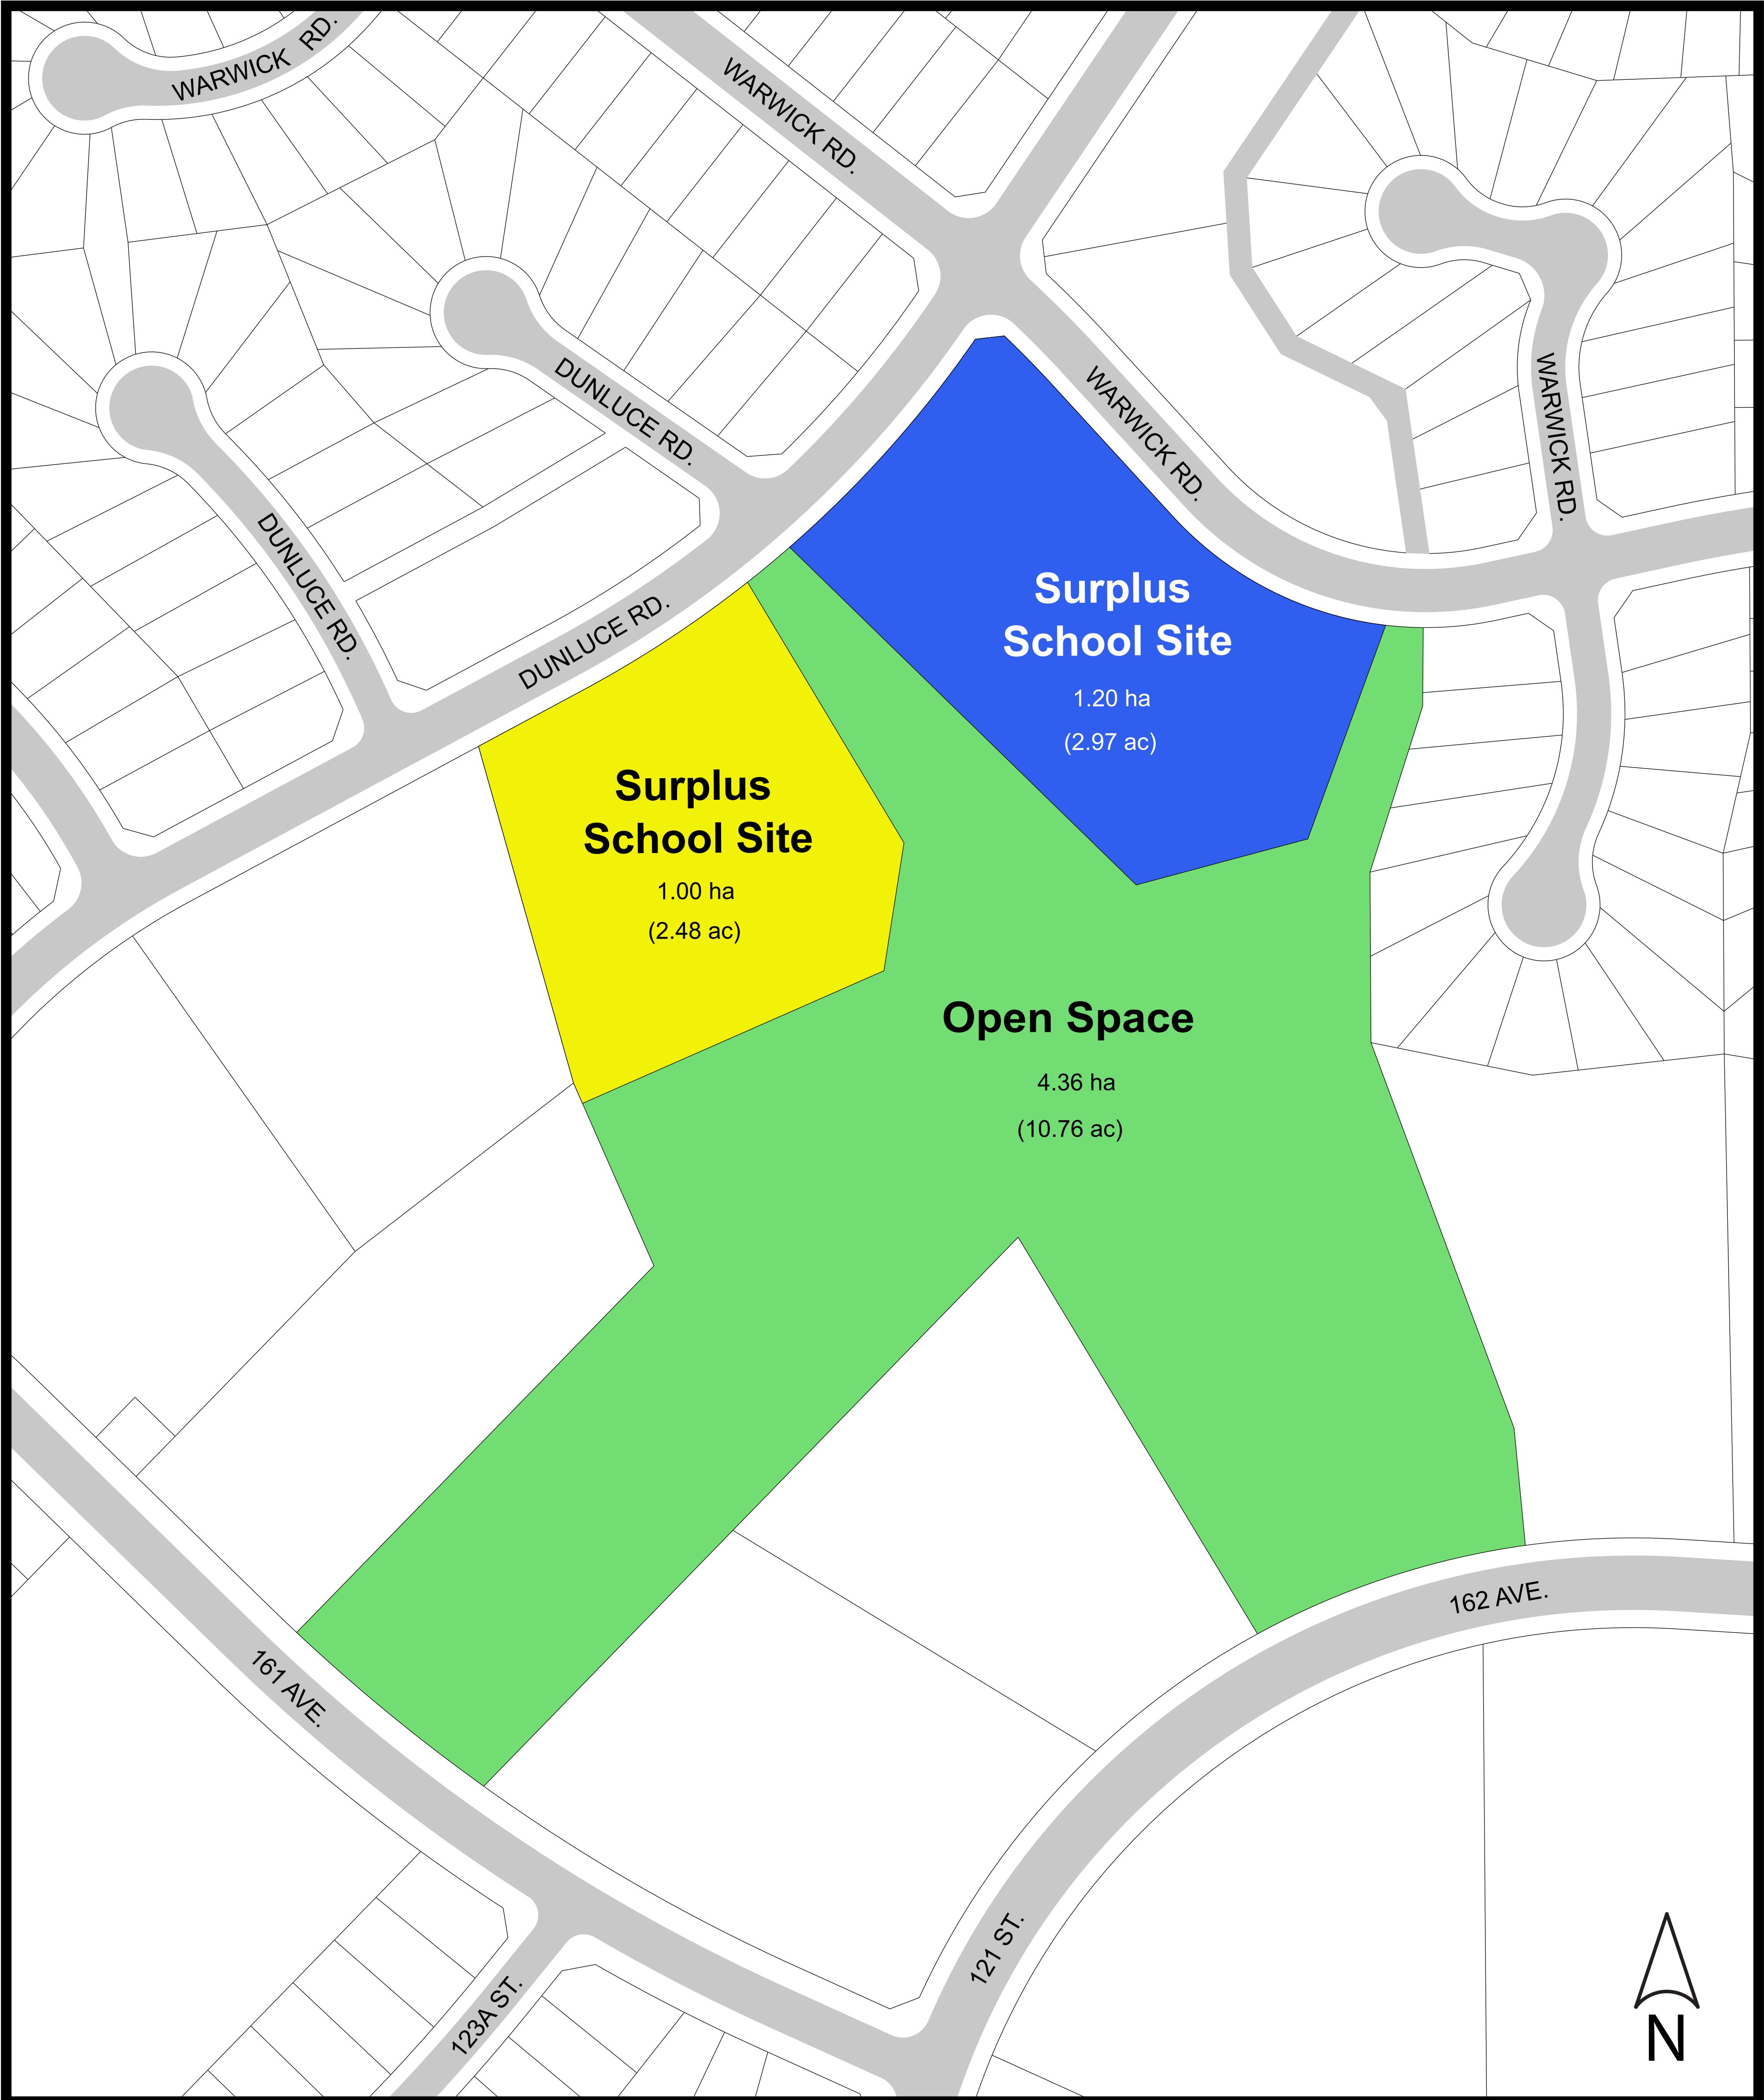 WARWICK RD.
WARWICK RD.
DUNLUCE RD.
WARWICK RD.
WARWICK RD.
DUNLUCE RD.
DUNLUCE RD.
Surplus
School Site
1.20 ha
(2.97 ac)
Surplus
School Site
1.00 ha
(2.48 ac)
Open Space
4.36 ha
(10.76 ac)
162 AVE.
161 AVE.
121 ST.
123A ST.
N